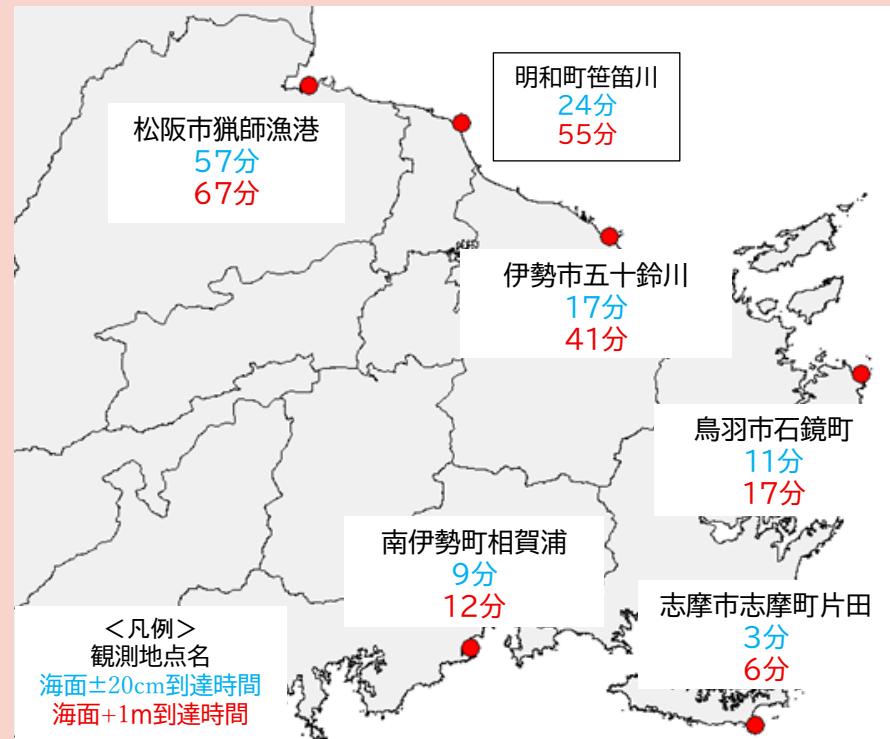 明和町笹笛川
24分
55分
松阪市猟師漁港
57分
67分
伊勢市五十鈴川
17分
41分
鳥羽市石鏡町
11分
17分
南伊勢町相賀浦
9分
12分
志摩市志摩町片田
3分
6分
＜凡例＞
観測地点名
海面±20cm到達時間
海面+1m到達時間